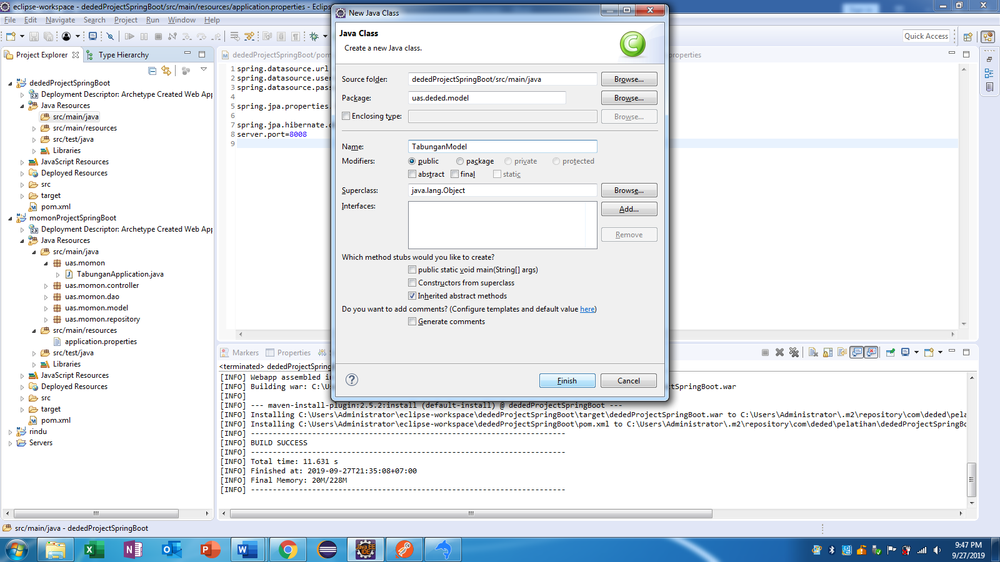 eclipse-workspace - dededProjectSpringBoot/src/main/resources/application.properties - Eclips
File Edit Navigate Search Project Run Window Help
Quick Access
Project Explorer
Type Hierarchy
dededProjectSpringBoot
Deployment Descriptor: Archetype Created Web App
Java Resources
src/main/java
src/main/resources
src/test/java
Libraries
JavaScript Resources
Deployed Resources
src
target
pom.xml
momonProjectSpringBoot
Deployment Descriptor: Archetype Created Web App
Java Resources
src/main/java
uas.momon
TabunganApplication.java
uas.momon.controller
uas.momon.dao
uas.momon.model
uas.momon.repository
src/main/resources
application.properties
src/test/java
Libraries
JavaScript Resources
Deployed Resources
src
target
pom.xml
rindu
Servers
dededProjectSpringBoot/pom
properties
1 spring.datasource.url
2 spring.datasource.user
3 spring.datasource.pass
4
5 spring.jpa.properties.
6
7 spring.jpa.hibernate.
8 server.port=8008
9
New Java Class
Java Class
Create a new Java class.
Source folder: dededProjectSpringBoot/src/main/java Browse...
Package: uas.deded.model Browse...
Enclosing type: Browse...
Name: TabunganModel
Modifiers: public package private protected
abstract final static
Superclass: java.lang.Object Browse...
Interfaces: Add...
Remove
Which method stubs would you like to create?
public static void main(String[] args)
Constructors from superclass
Inherited abstract methods
Do you want to add comments? (Configure templates and default value here)
Generate comments
Finish Cancel
Markers Properties
<terminated> dededProjectSpring
[INFO] Webapp assembled in
[INFO] Building war: C:\Us
ctSpringBoot.war
[INFO]
[INFO] --- maven-install-plugin:2.5.2:install (default-install) @ dededProjectSpringBoot ---
[INFO] Installing C:\Users\Administrator\eclipse-workspace\dededProjectSpringBoot\target\dededProjectSpringBoot.war to C:\Users\Administrator\.m2\repository\com\deded\pela
[INFO] Installing C:\Users\Administrator\eclipse-workspace\dededProjectSpringBoot\pom.xml to C:\Users\Administrator\.m2\repository\com\deded\pelatihan\dededProjectSpringBo
[INFO] ------------------------------------------------------------------------
[INFO] BUILD SUCCESS
[INFO] ------------------------------------------------------------------------
[INFO] Total time: 11.631 s
[INFO] Finished at: 2019-09-27T21:35:08+07:00
[INFO] Final Memory: 20M/228M
[INFO] ------------------------------------------------------------------------
src/main/java - dededProjectSpringBoot
Java EE
IDE
9:47 PM
9/27/2019